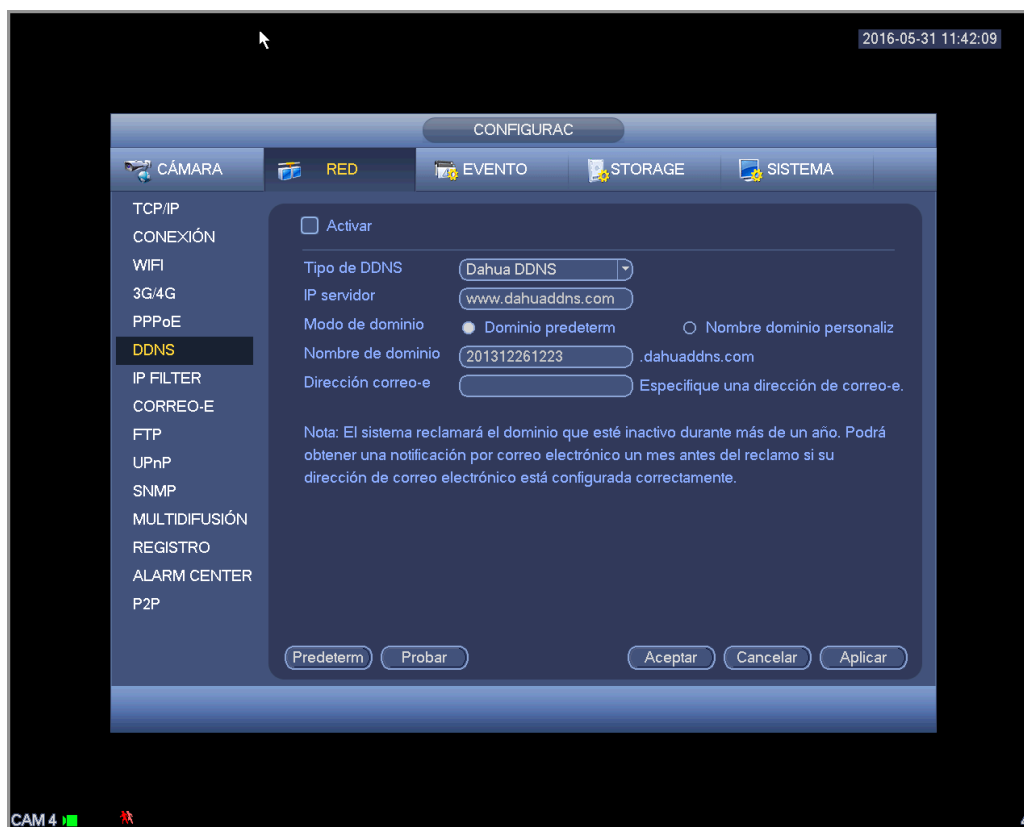 2016-05-31 11:42:09
CONFIGURAC
CÁMARA RED EVENTO STORAGE SISTEMA
TCP/IP
CONEXIÓN
WIFI
3G/4G
PPPoE
DDNS
IP FILTER
CORREO-E
FTP
UPnP
SNMP
MULTIDIFUSIÓN
REGISTRO
ALARM CENTER
P2P
Activar
Tipo de DDNS Dahua DDNS
IP servidor www.dahuaddns.com
Modo de dominio Dominio predeterm Nombre dominio personaliz
Nombre de dominio 201312261223 .dahuaddns.com
Dirección correo-e Especifique una dirección de correo-e.
Nota: El sistema reclamará el dominio que esté inactivo durante más de un año. Podrá
obtener una notificación por correo electrónico un mes antes del reclamo si su
dirección de correo electrónico está configurada correctamente.
Predeterm Probar Aceptar Cancelar Aplicar
CAM 4